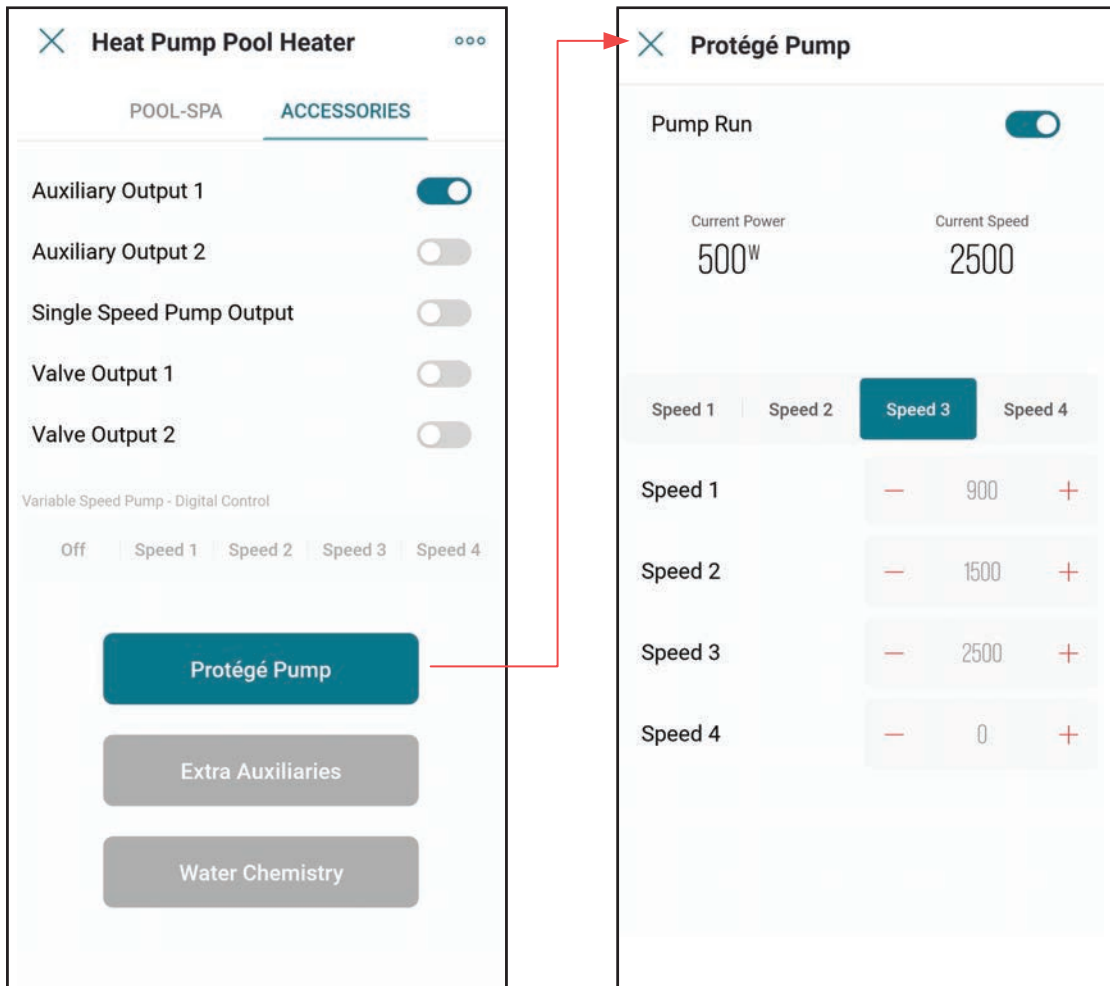 Heat Pump Pool Heater
POOL-SPA ACCESSORIES
Auxiliary Output 1
Auxiliary Output 2
Single Speed Pump Output
Valve Output 1
Valve Output 2
Variable Speed Pump - Digital Control
Off Speed 1 Speed 2 Speed 3 Speed 4
Protégé Pump
Extra Auxiliaries
Water Chemistry
Protégé Pump
Pump Run
Current Power Current Speed
500W 2500
Speed 1 Speed 2 Speed 3 Speed 4
Speed 1 − 900 +
Speed 2 − 1500 +
Speed 3 − 2500 +
Speed 4 − 0 +